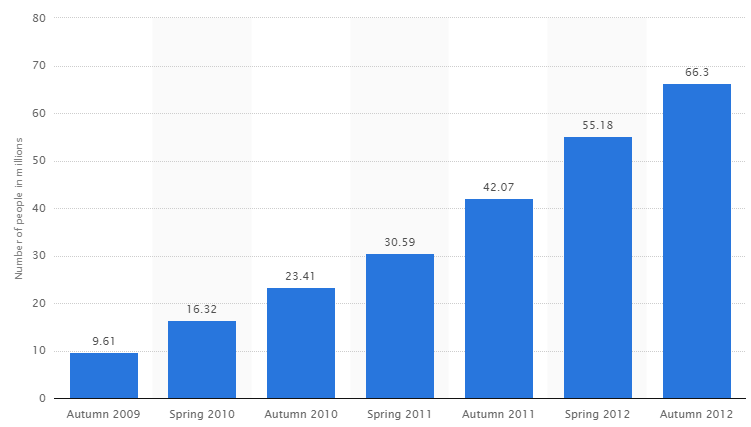 80
70
60
50
40
30
20
10
0
Number of people in millions
9.61
16.32
23.41
30.59
42.07
55.18
66.3
Autumn 2009
Spring 2010
Autumn 2010
Spring 2011
Autumn 2011
Spring 2012
Autumn 2012